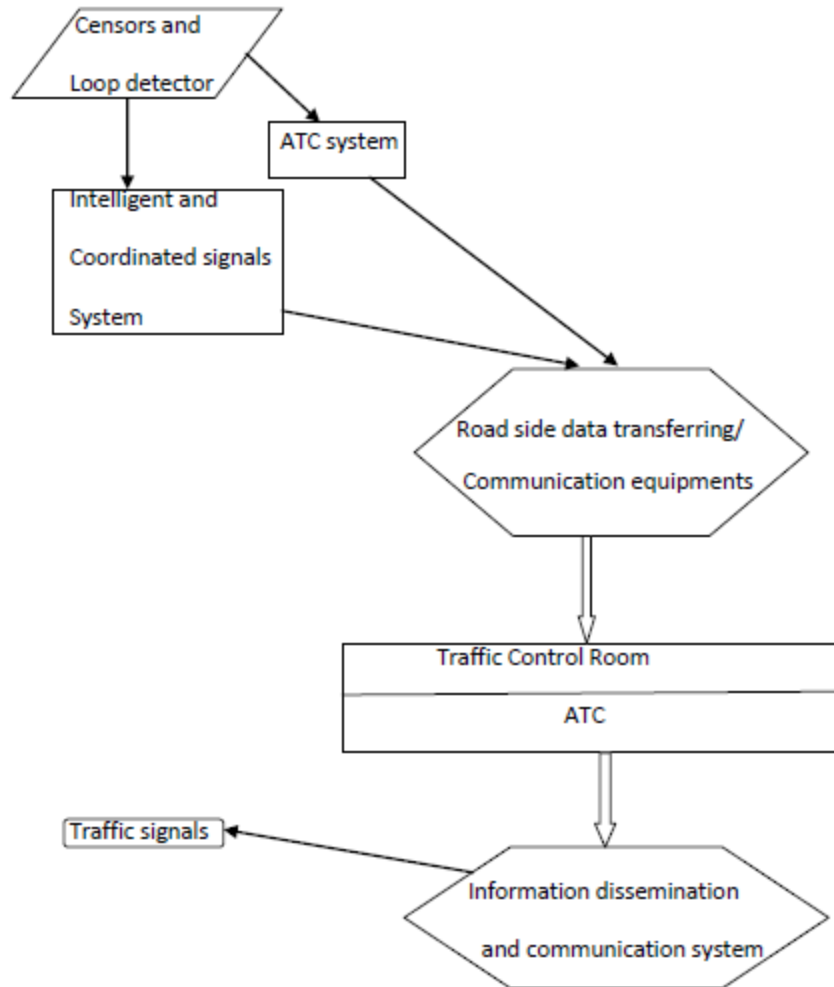 Censors and
Loop detector
ATC system
Intelligent and
Coordinated signals
System
Road side data transferring/
Communication equipments
Traffic Control Room
ATC
Traffic signals
Information dissemination
and communication system